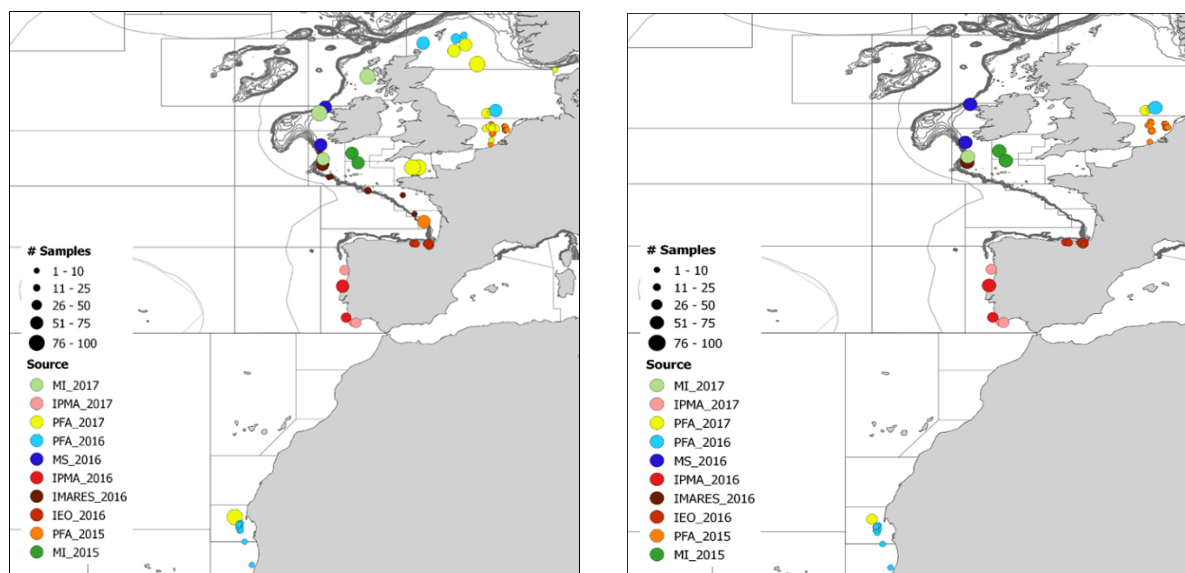 # Samples
1 - 10
11 - 25
26 - 50
51 - 75
76 - 100
Source
MI_2017
IPMA_2017
PFA_2017
PFA_2016
MS_2016
IPMA_2016
IMARES_2016
IEO_2016
PFA_2015
MI_2015
# Samples
1 - 10
11 - 25
26 - 50
51 - 75
76 - 100
Source
MI_2017
IPMA_2017
PFA_2017
PFA_2016
MS_2016
IPMA_2016
IMARES_2016
IEO_2016
PFA_2015
MI_2015